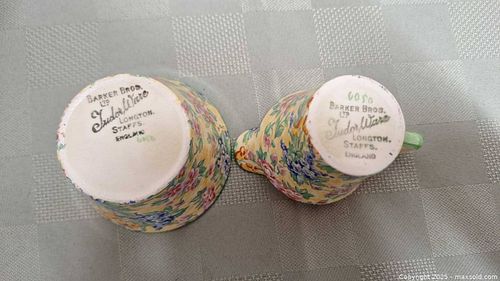 BARKER BROS.
LTD
Tudor Ware
LONGTON.
STAFFS.
ENGLAND
6050
BARKER BROS.
LTD
Tudor Ware
LONGTON.
STAFFS.
ENGLAND
Copyright 2025 - maxsold.com